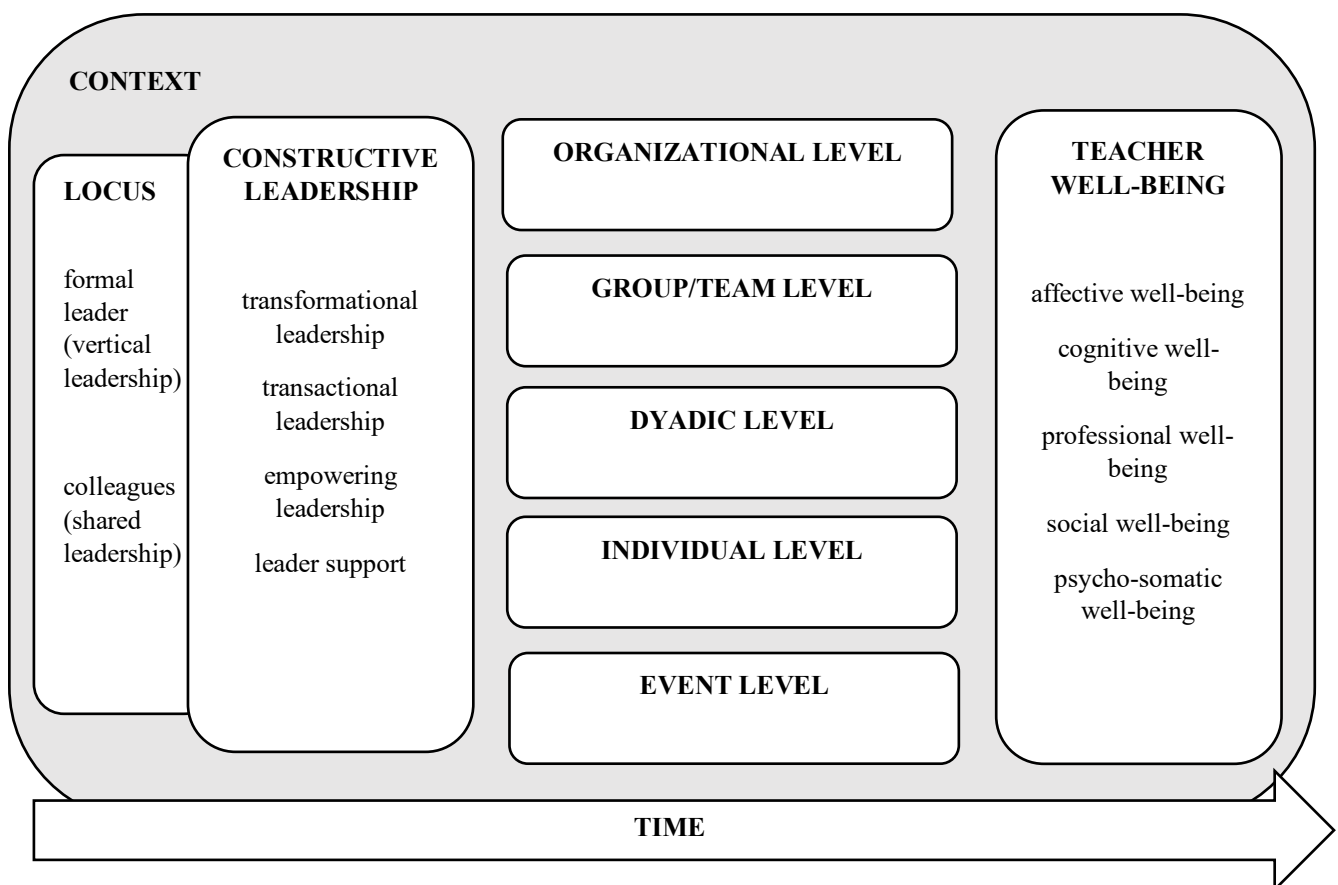 CONTEXT
LOCUS
formal
leader
(vertical
leadership)
colleagues
(shared
leadership)
CONSTRUCTIVE
LEADERSHIP
transformational
leadership
transactional
leadership
empowering
leadership
leader support
ORGANIZATIONAL LEVEL
GROUP/TEAM LEVEL
DYADIC LEVEL
INDIVIDUAL LEVEL
EVENT LEVEL
TEACHER
WELL-BEING
affective well-being
cognitive well-
being
professional well-
being
social well-being
psycho-somatic
well-being
TIME